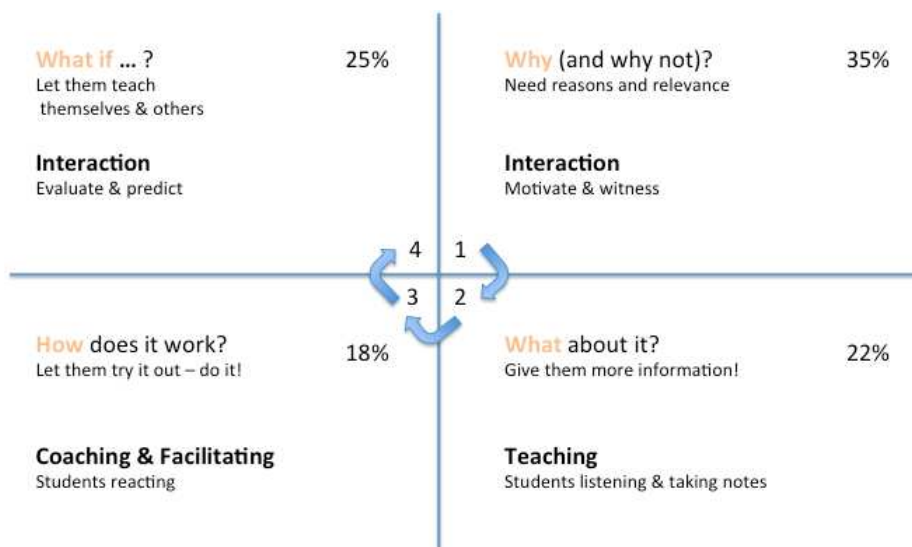 What if ... ?
25%
Let them teach
themselves & others
Interaction
Evaluate & predict
Why (and why not)?
35%
Need reasons and relevance
Interaction
Motivate & witness
4
1
3
2
How does it work?
18%
Let them try it out – do it!
Coaching & Facilitating
Students reacting
What about it?
22%
Give them more information!
Teaching
Students listening & taking notes